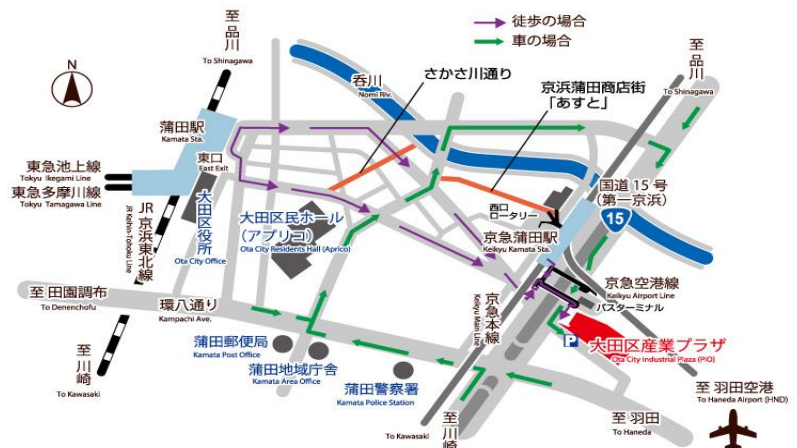 徒歩の場合
車の場合
至品川
To Shinagawa
至品川
To Shinagawa
N
さかさ川通り
呑川
Nomi Riv.
京浜蒲田商店街
「あすと」
蒲田駅
Kamata Sta.
東口
East Exit
東急池上線
Tokyu Ikegami Line
東急多摩川線
Tokyu Tamagawa Line
JR京浜東北線
JR Keihin-Tohoku Line
大田区役所
Ota City Office
大田区民ホール
（アプリコ）
Ota City Residents Hall (Aprico)
西口
ロータリー
国道15号
（第一京浜）
15
京急蒲田駅
Keikyu Kamata Sta.
至 田園調布
To Denenchofu
環八通り
Kampachi Ave.
京急本線
Keikyu Main Line
京急空港線
Keikyu Airport Line
バスターミナル
蒲田郵便局
Kamata Post Office
蒲田地域庁舎
Kamata Area Office
蒲田警察署
Kamata Police Station
P
大田区産業プラザ
Ota City Industrial Plaza (PiO)
至川崎
To Kawasaki
至川崎
To Kawasaki
至 羽田
To Haneda
至 羽田空港
To Haneda Airport (HND)